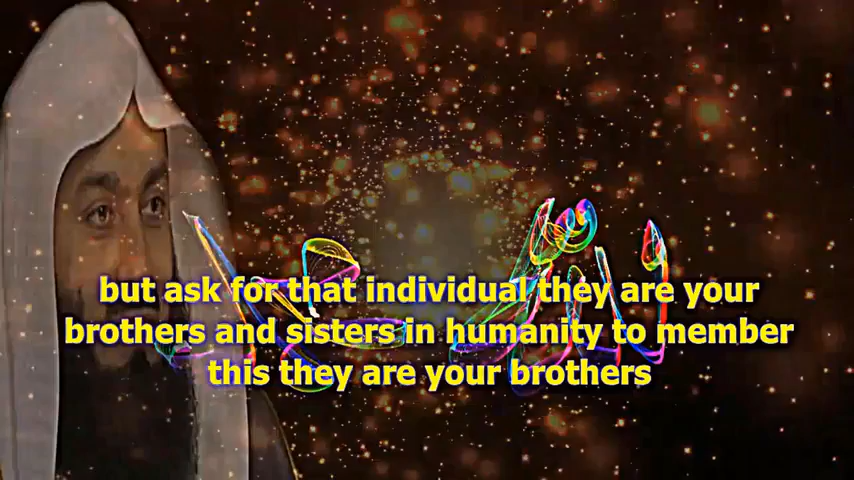 but ask for that individual they are your
brothers and sisters in humanity to member
this they are your brothers